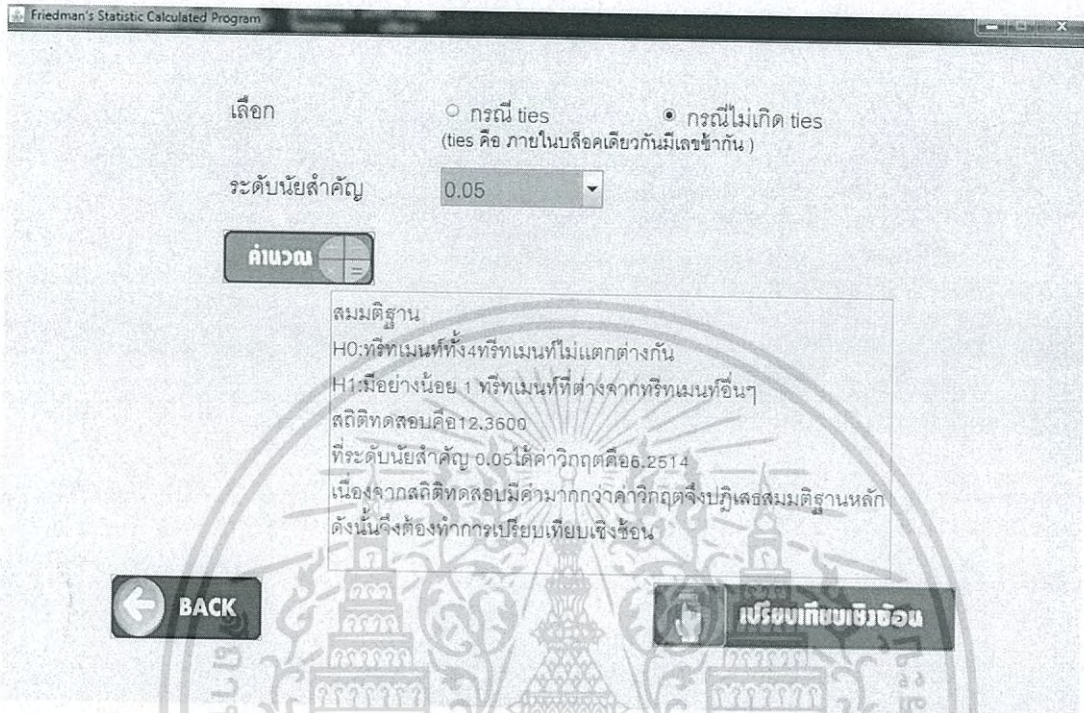 Friedman's Statistic Calculated Program
เลือก กรณี ties กรณีไม่เกิด ties
(ties คือ ภายในบล็อคเดียวกันมีเลขซ้ำกัน )
ระดับนัยสำคัญ 0.05
คำนวณ
สมมติฐาน
H0:ทรีทเมนท์ทั้ง4ทรีทเมนท์ไม่แตกต่างกัน
H1:มีอย่างน้อย 1 ทรีทเมนท์ที่ต่างจากทรีทเมนท์อื่นๆ
สถิติทดสอบคือ12.3600
ที่ระดับนัยสำคัญ 0.05ได้ค่าวิกฤตคือ6.2514
เนื่องจากสถิติทดสอบมีค่ามากกว่าค่าวิกฤตจึงปฏิเสธสมมติฐานหลัก
ดังนั้นจึงต้องทำการเปรียบเทียบเชิงซ้อน
BACK
เปรียบเทียบเชิงซ้อน